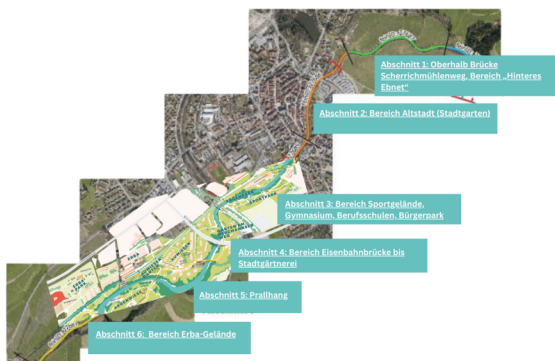 Abschnitt 1: Oberhalb Brücke
Scherrichmühlenweg, Bereich „Hinteres
Ebnet“
Abschnitt 2: Bereich Altstadt (Stadtgarten)
Abschnitt 3: Bereich Sportgelände,
Gymnasium, Berufsschulen, Bürgerpark
Abschnitt 4: Bereich Eisenbahnbrücke bis
Stadtgärtnerei
Abschnitt 5: Prallhang
Abschnitt 6: Bereich Erba-Gelände